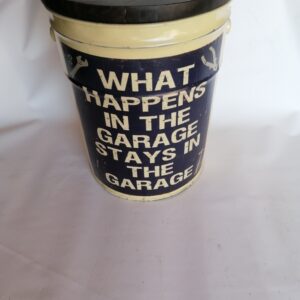 WHAT
HAPPENS
IN THE
GARAGE
STAYS IN
THE
GARAGE